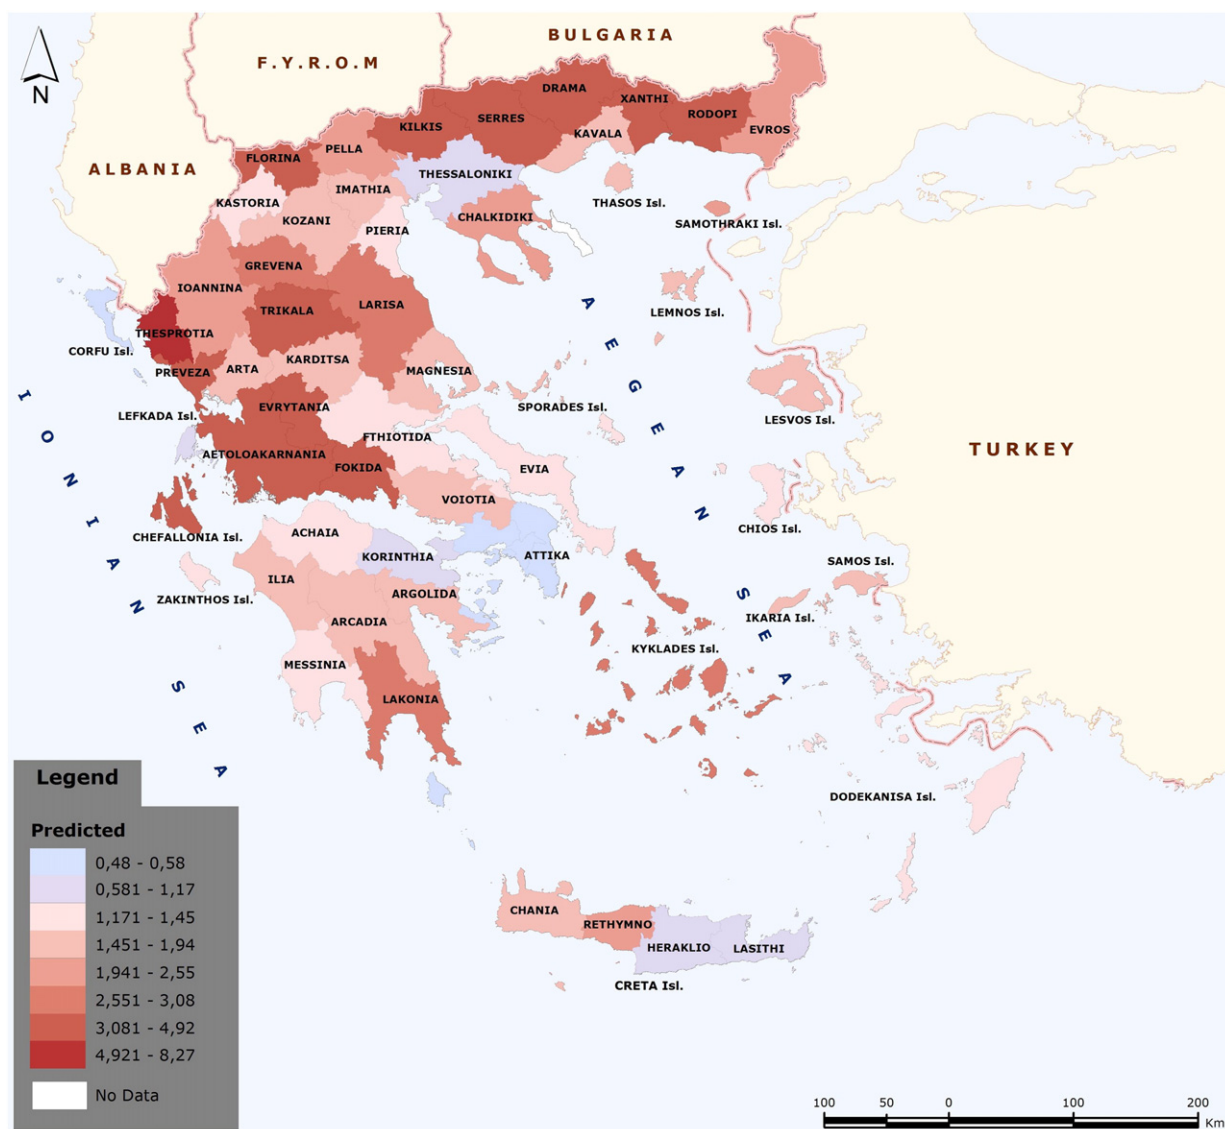 BULGARIA
F.Y.R.O.M
N
ALBANIA
TURKEY
DRAMA
XANTHI
RODOPI
SERRES
KILKIS
KAVALA
EVROS
PELLA
FLORINA
THESSALONIKI
IMATHIA
KASTORIA
THASOS Isl.
KOZANI
CHALKIDIKI
SAMOTHRAKI Isl.
PIERIA
GREVENA
IOANNINA
LARISA
TRIKALA
LEMNOS Isl.
THESPROTIA
CORFU Isl.
KARDITSA
PREVEZA
ARTA
MAGNESIA
EVRYTANIA
SPORADES Isl.
LEFKADA Isl.
LESVOS Isl.
FTHIOTIDA
AETOLOAKARNANIA
FOKIDA
EVIA
VOIOTIA
CHIOS Isl.
ACHAIA
CHEFALLONIA Isl.
KORINTHIA
ATTIKA
SAMOS Isl.
ILIA
ARGOLIDA
ZAKINTHOS Isl.
IKARIA Isl.
ARCADIA
KYKLADES Isl.
MESSINIA
LAKONIA
DODEKANISA Isl.
CHANIA
RETHYMNO
HERAKLIO
LASITHI
CRETA Isl.
IONIAN SEA
AEGEAN SEA
Legend
Predicted
0,48 - 0,58
0,581 - 1,17
1,171 - 1,45
1,451 - 1,94
1,941 - 2,55
2,551 - 3,08
3,081 - 4,92
4,921 - 8,27
No Data
100 50 0 100 200
Km